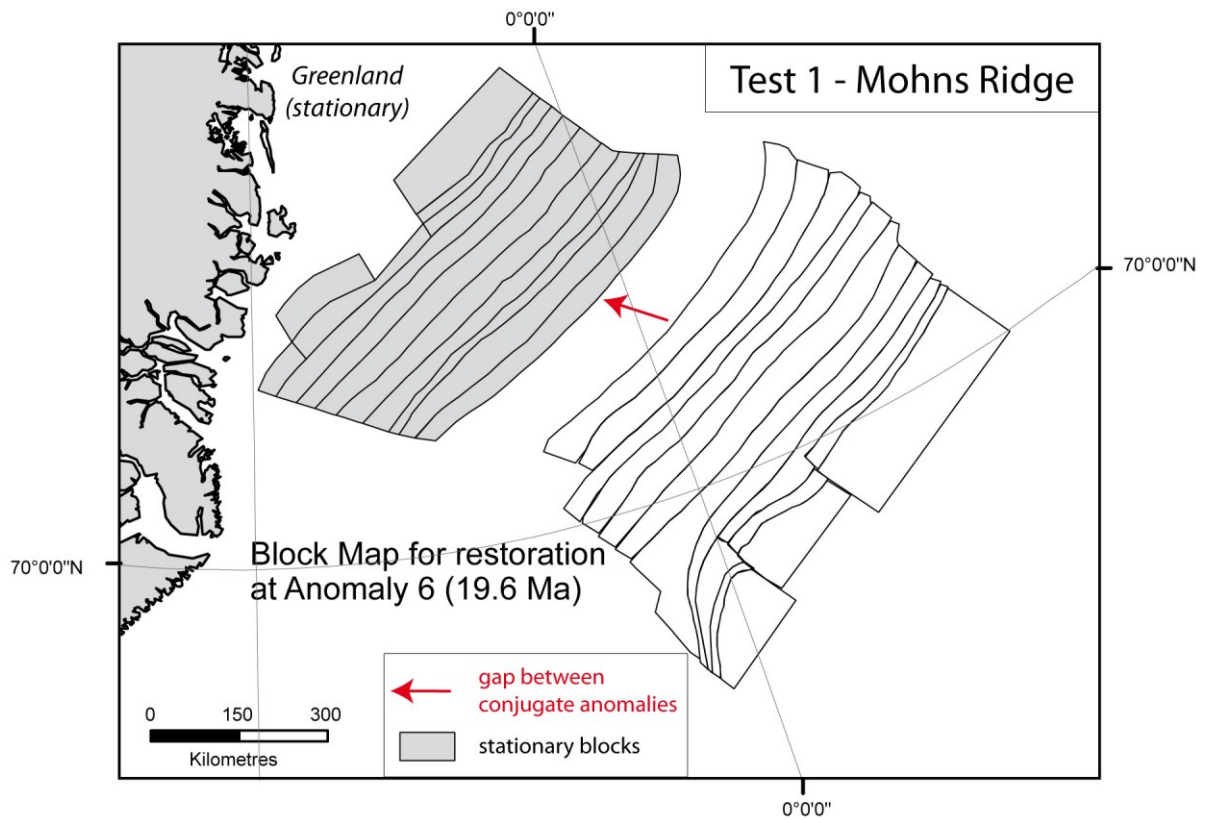 0°0'0"
Greenland
(stationary)
Test 1 - Mohns Ridge
70°0'0"N
70°0'0"N
Block Map for restoration
at Anomaly 6 (19.6 Ma)
gap between
conjugate anomalies
stationary blocks
0 150 300
Kilometres
0°0'0"